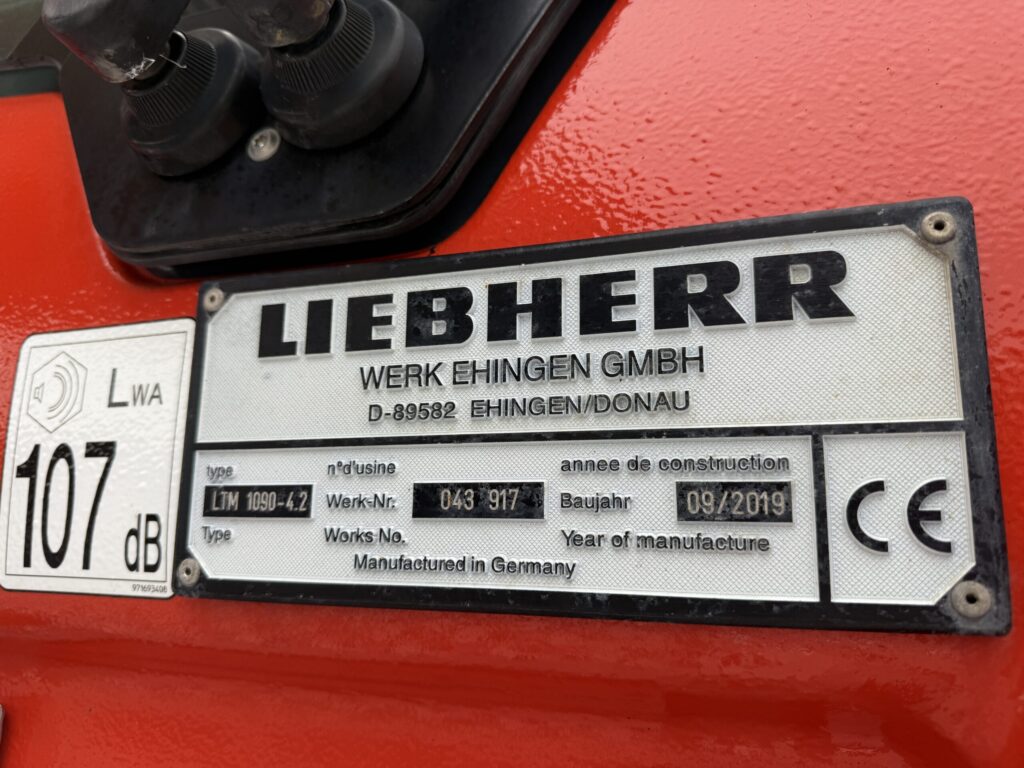 LIEBHERR
WERK EHINGEN GMBH
D-89582 EHINGEN/DONAU
type n°d'usine annee de construction
LTM 1090-4.2 Werk-Nr. 043 917 Baujahr 09/2019
Type Works No. Year of manufacture
Manufactured in Germany
CE
LWA
107 dB
971693408